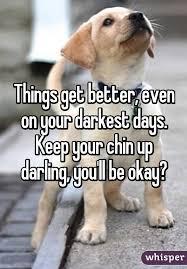 Things get better, even
on your darkest days.
Keep your chin up
darling, you'll be okay?
whisper